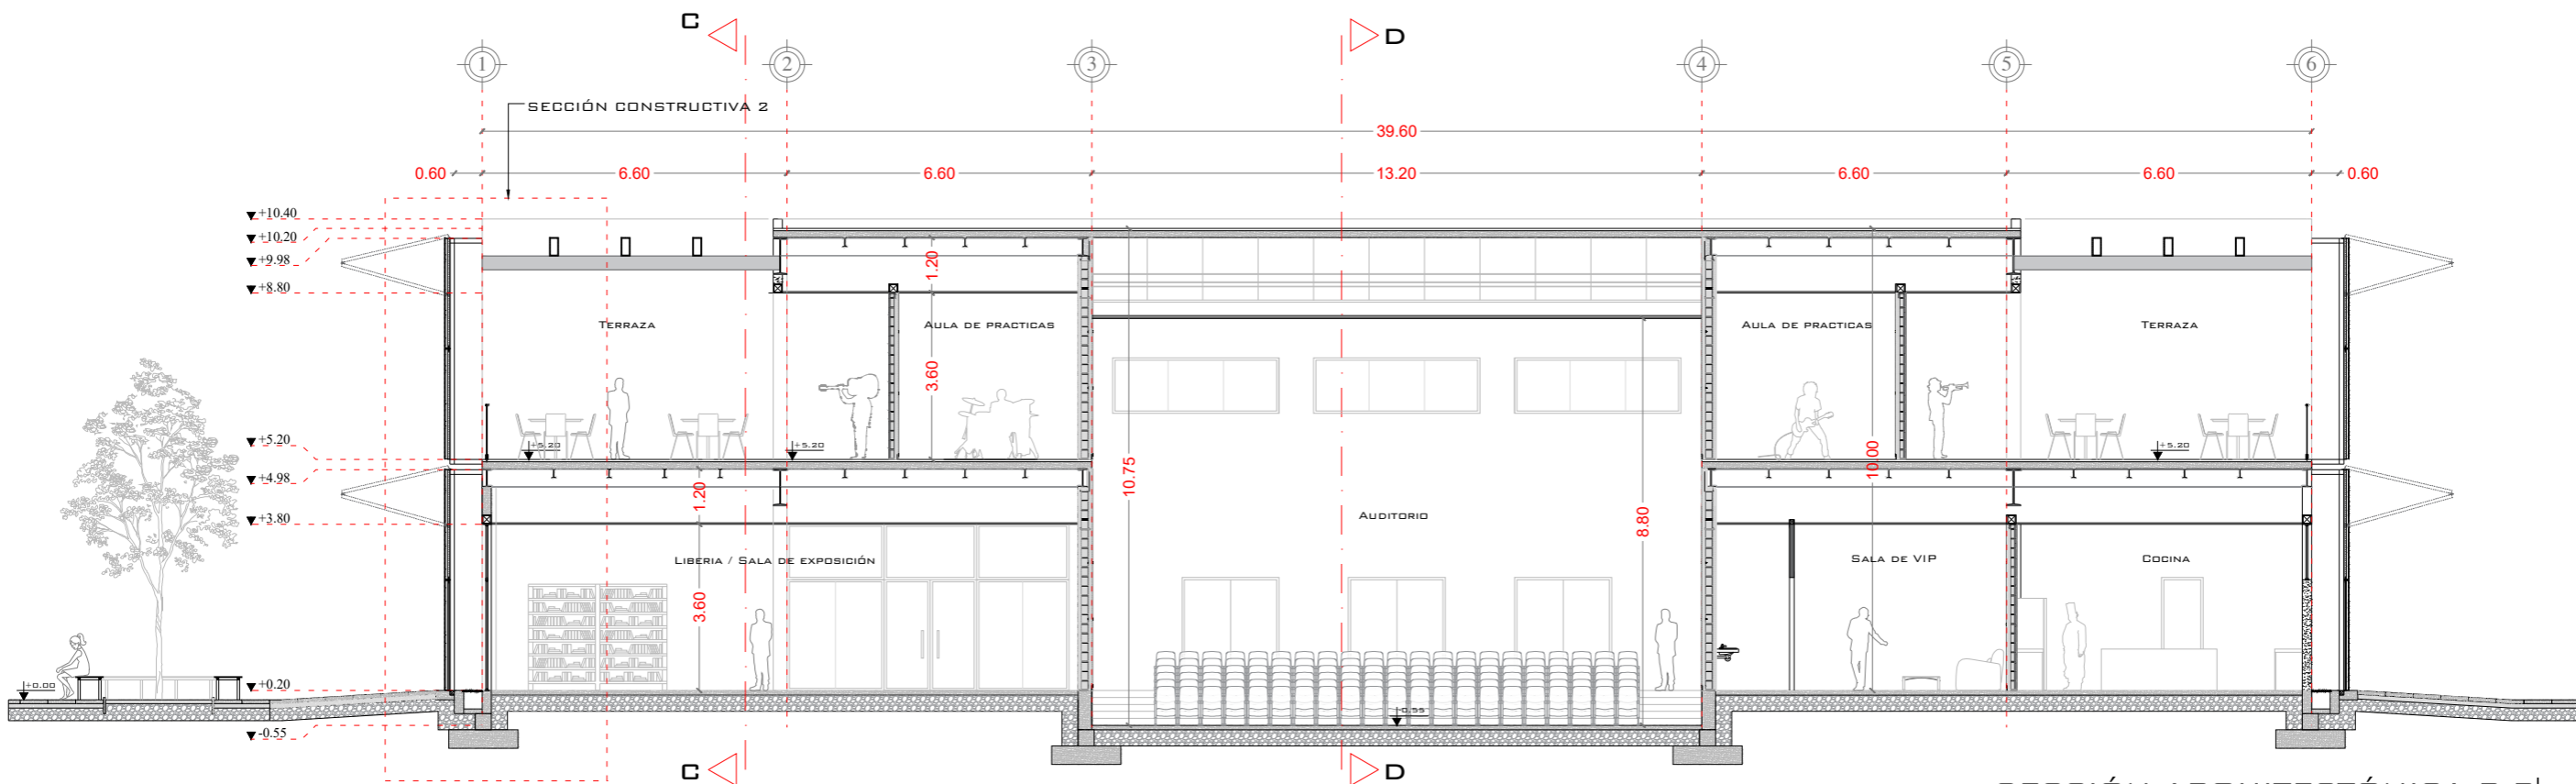 C
D
1
2
3
4
5
6
SECCIÓN CONSTRUCTIVA 2
39.60
0.60
6.60
6.60
13.20
6.60
6.60
0.60
+10.40
+10.20
+9.98
+8.80
1.20
TERRAZA
AULA DE PRACTICAS
AULA DE PRACTICAS
TERRAZA
3.60
+5.20
+5.20
+5.20
+5.20
+4.98
1.20
10.75
10.00
+3.80
AUDITORIO
8.80
LIBERIA / SALA DE EXPOSICIÓN
SALA DE VIP
COCINA
3.60
+0.00
+0.20
-0.55
-0.55
C
D